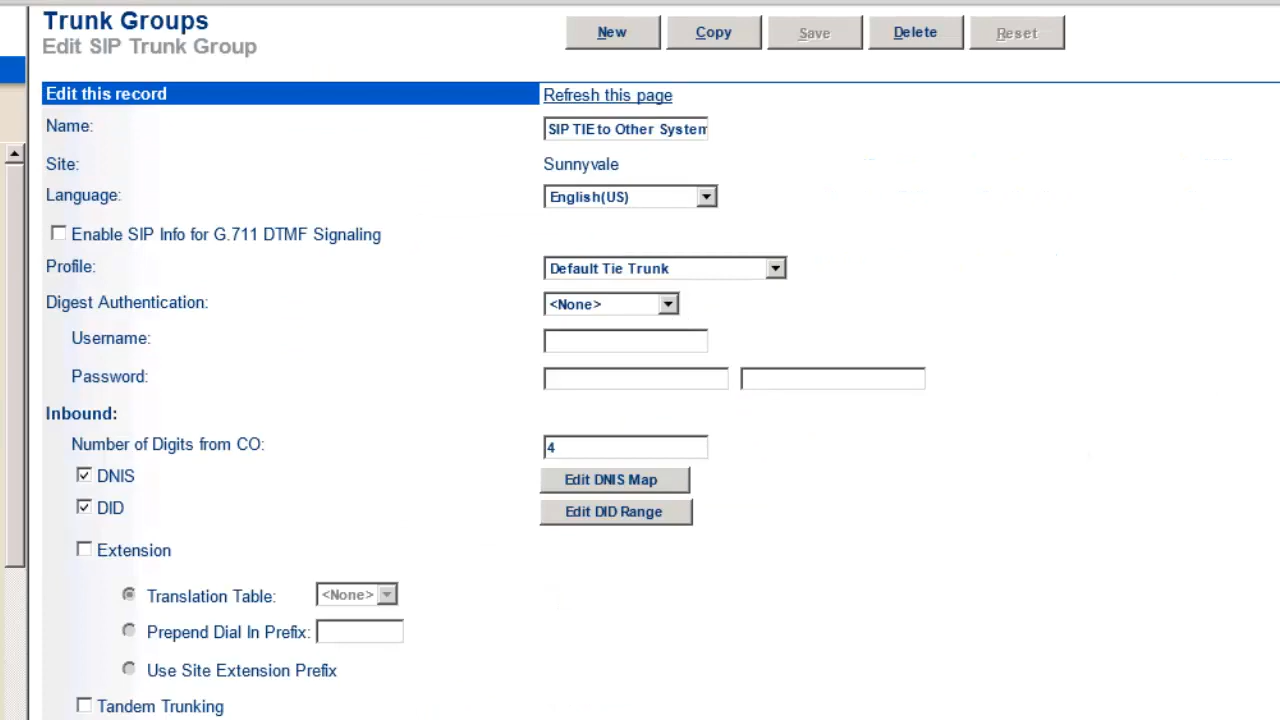 Trunk Groups
Edit SIP Trunk Group
New Copy Save Delete Reset
Edit this record Refresh this page
Name: SIP TIE to Other System
Site: Sunnyvale
Language: English(US)
Enable SIP Info for G.711 DTMF Signaling
Profile: Default Tie Trunk
Digest Authentication: <None>
Username:
Password:
Inbound:
Number of Digits from CO: 4
DNIS Edit DNIS Map
DID Edit DID Range
Extension
Translation Table: <None>
Prepend Dial In Prefix:
Use Site Extension Prefix
Tandem Trunking